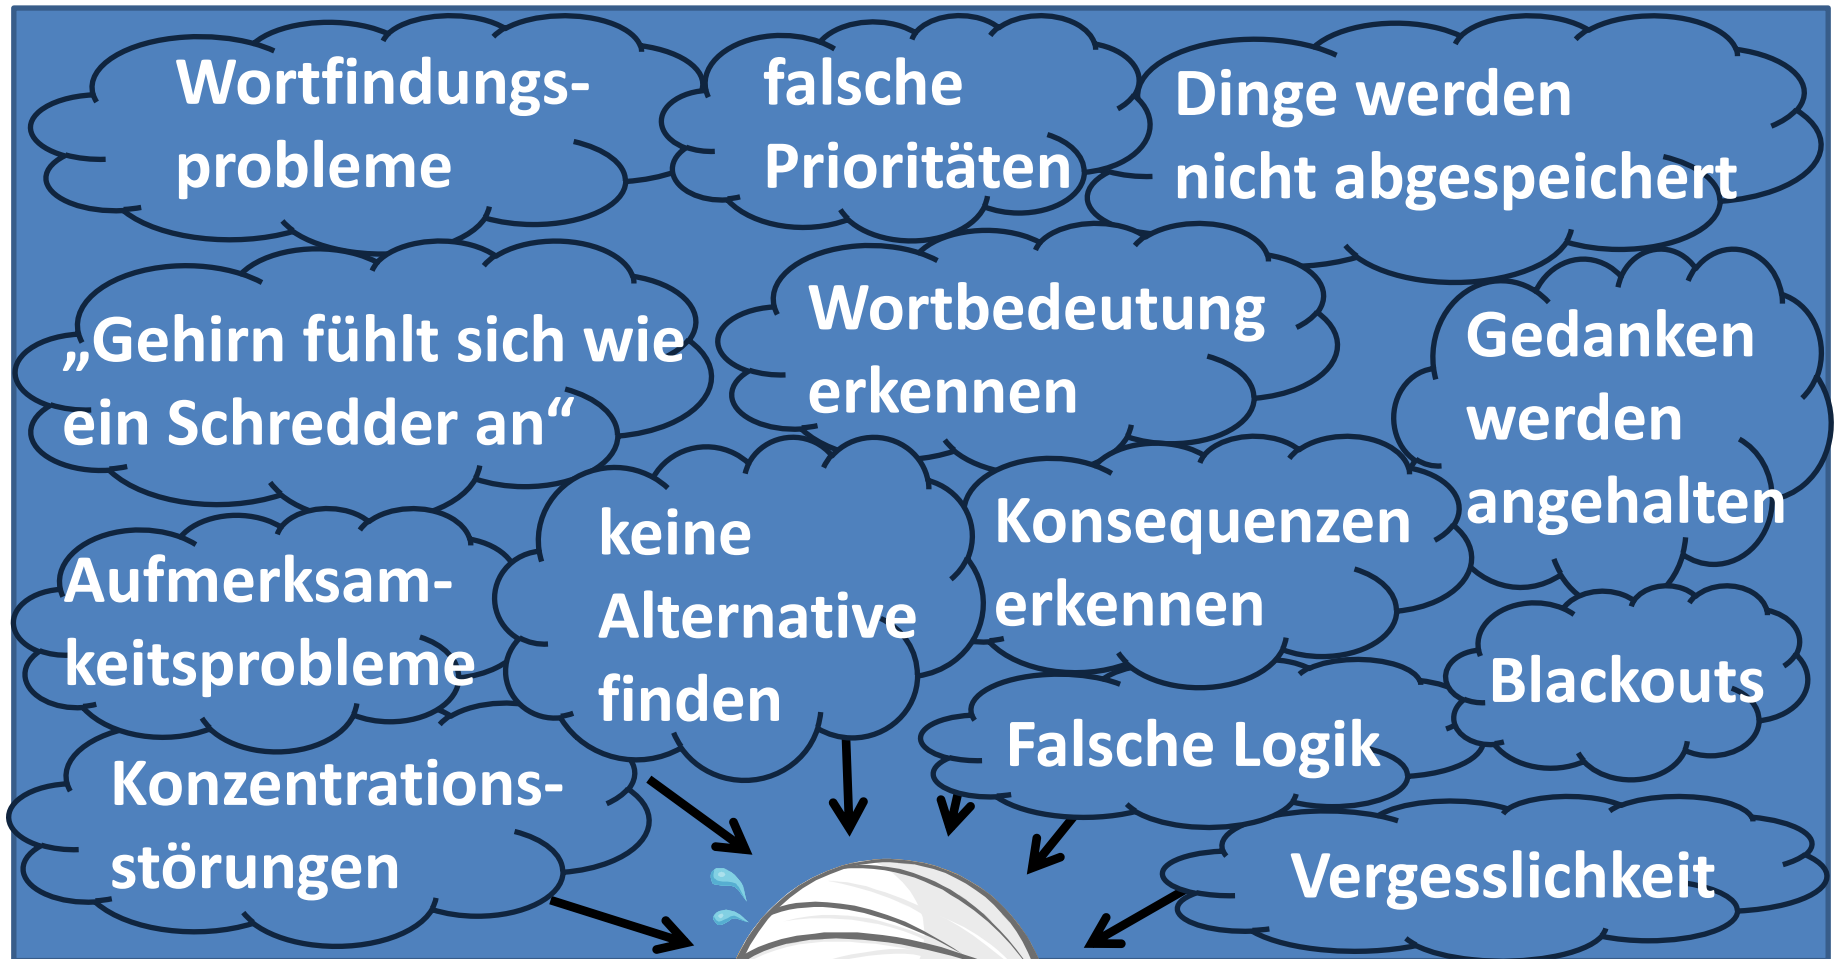 Wortfindungs-
probleme
falsche
Prioritäten
Dinge werden
nicht abgespeichert
„Gehirn fühlt sich wie
ein Schredder an“
Wortbedeutung
erkennen
Gedanken
werden
angehalten
Aufmerksam-
keitsprobleme
keine
Alternative
finden
Konsequenzen
erkennen
Blackouts
Falsche Logik
Konzentrations-
störungen
Vergesslichkeit